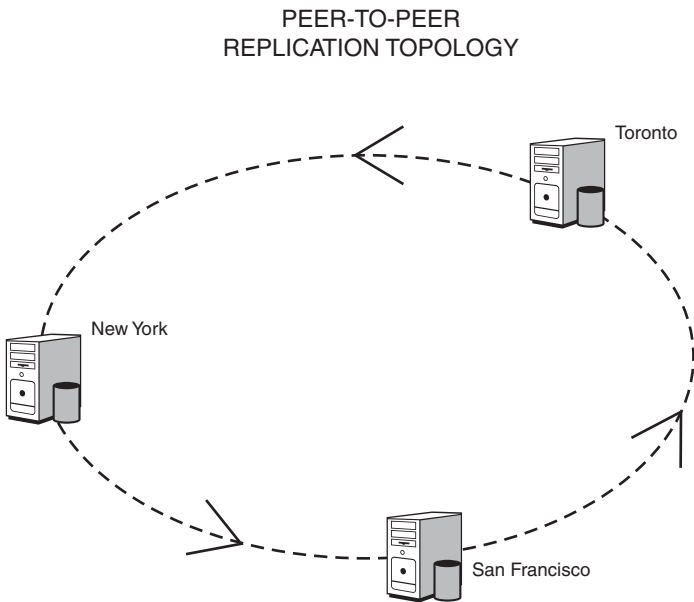 PEER-TO-PEER
REPLICATION TOPOLOGY
Toronto
New York
San Francisco